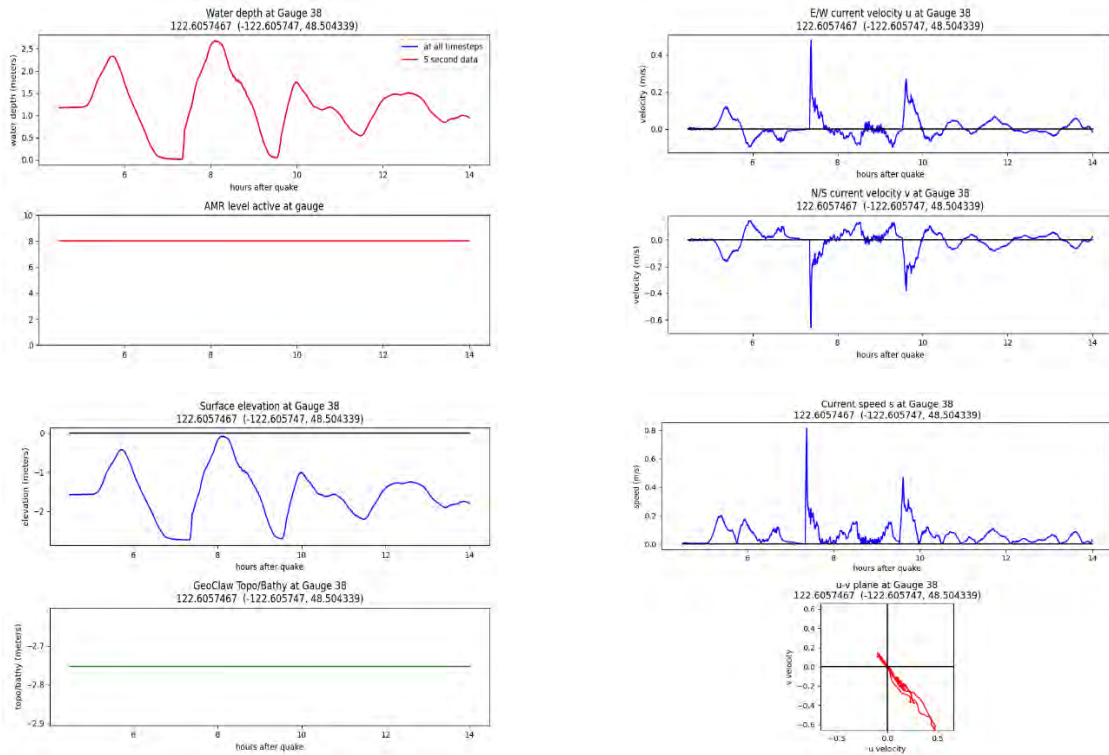 Water depth at Gauge 38
122.6057467 (-122.605747, 48.504339)
at all timesteps
5 second data
water depth (meters)
2.5
2.0
1.5
1.0
0.5
0.0
6 8 10 12 14
hours after quake
AMR level active at gauge
10
8
6
4
2
0
6 8 10 12 14
Surface elevation at Gauge 38
122.6057467 (-122.605747, 48.504339)
elevation (meters)
0
−1
−2
6 8 10 12 14
hours after quake
GeoClaw Topo/Bathy at Gauge 38
122.6057467 (-122.605747, 48.504339)
topo/bathy (meters)
−2.7
−2.8
−2.9
6 8 10 12 14
hours after quake
E/W current velocity u at Gauge 38
122.6057467 (-122.605747, 48.504339)
velocity (m/s)
0.4
0.2
0.0
6 8 10 12 14
hours after quake
N/S current velocity v at Gauge 38
122.6057467 (-122.605747, 48.504339)
velocity (m/s)
0.0
−0.2
−0.4
−0.6
6 8 10 12 14
hours after quake
Current speed s at Gauge 38
122.6057467 (-122.605747, 48.504339)
speed (m/s)
0.8
0.6
0.4
0.2
0.0
6 8 10 12 14
hours after quake
u-v plane at Gauge 38
122.6057467 (-122.605747, 48.504339)
v velocity
0.6
0.4
0.2
0.0
−0.2
−0.4
−0.6
−0.5 0.0 0.5
u velocity